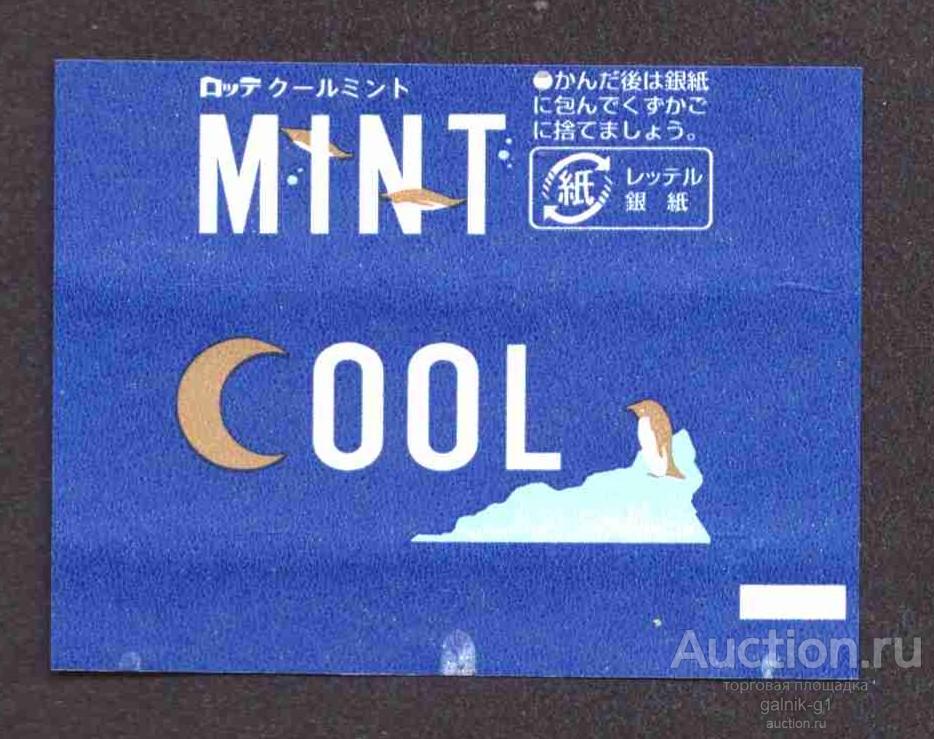 ロッテ クールミント
MINT
●かんだ後は銀紙
に包んでくずかご
に捨てましょう。
紙
レッテル
銀 紙
COOL
Auction.ru
торговая площадка
galnik-g1
auction.ru